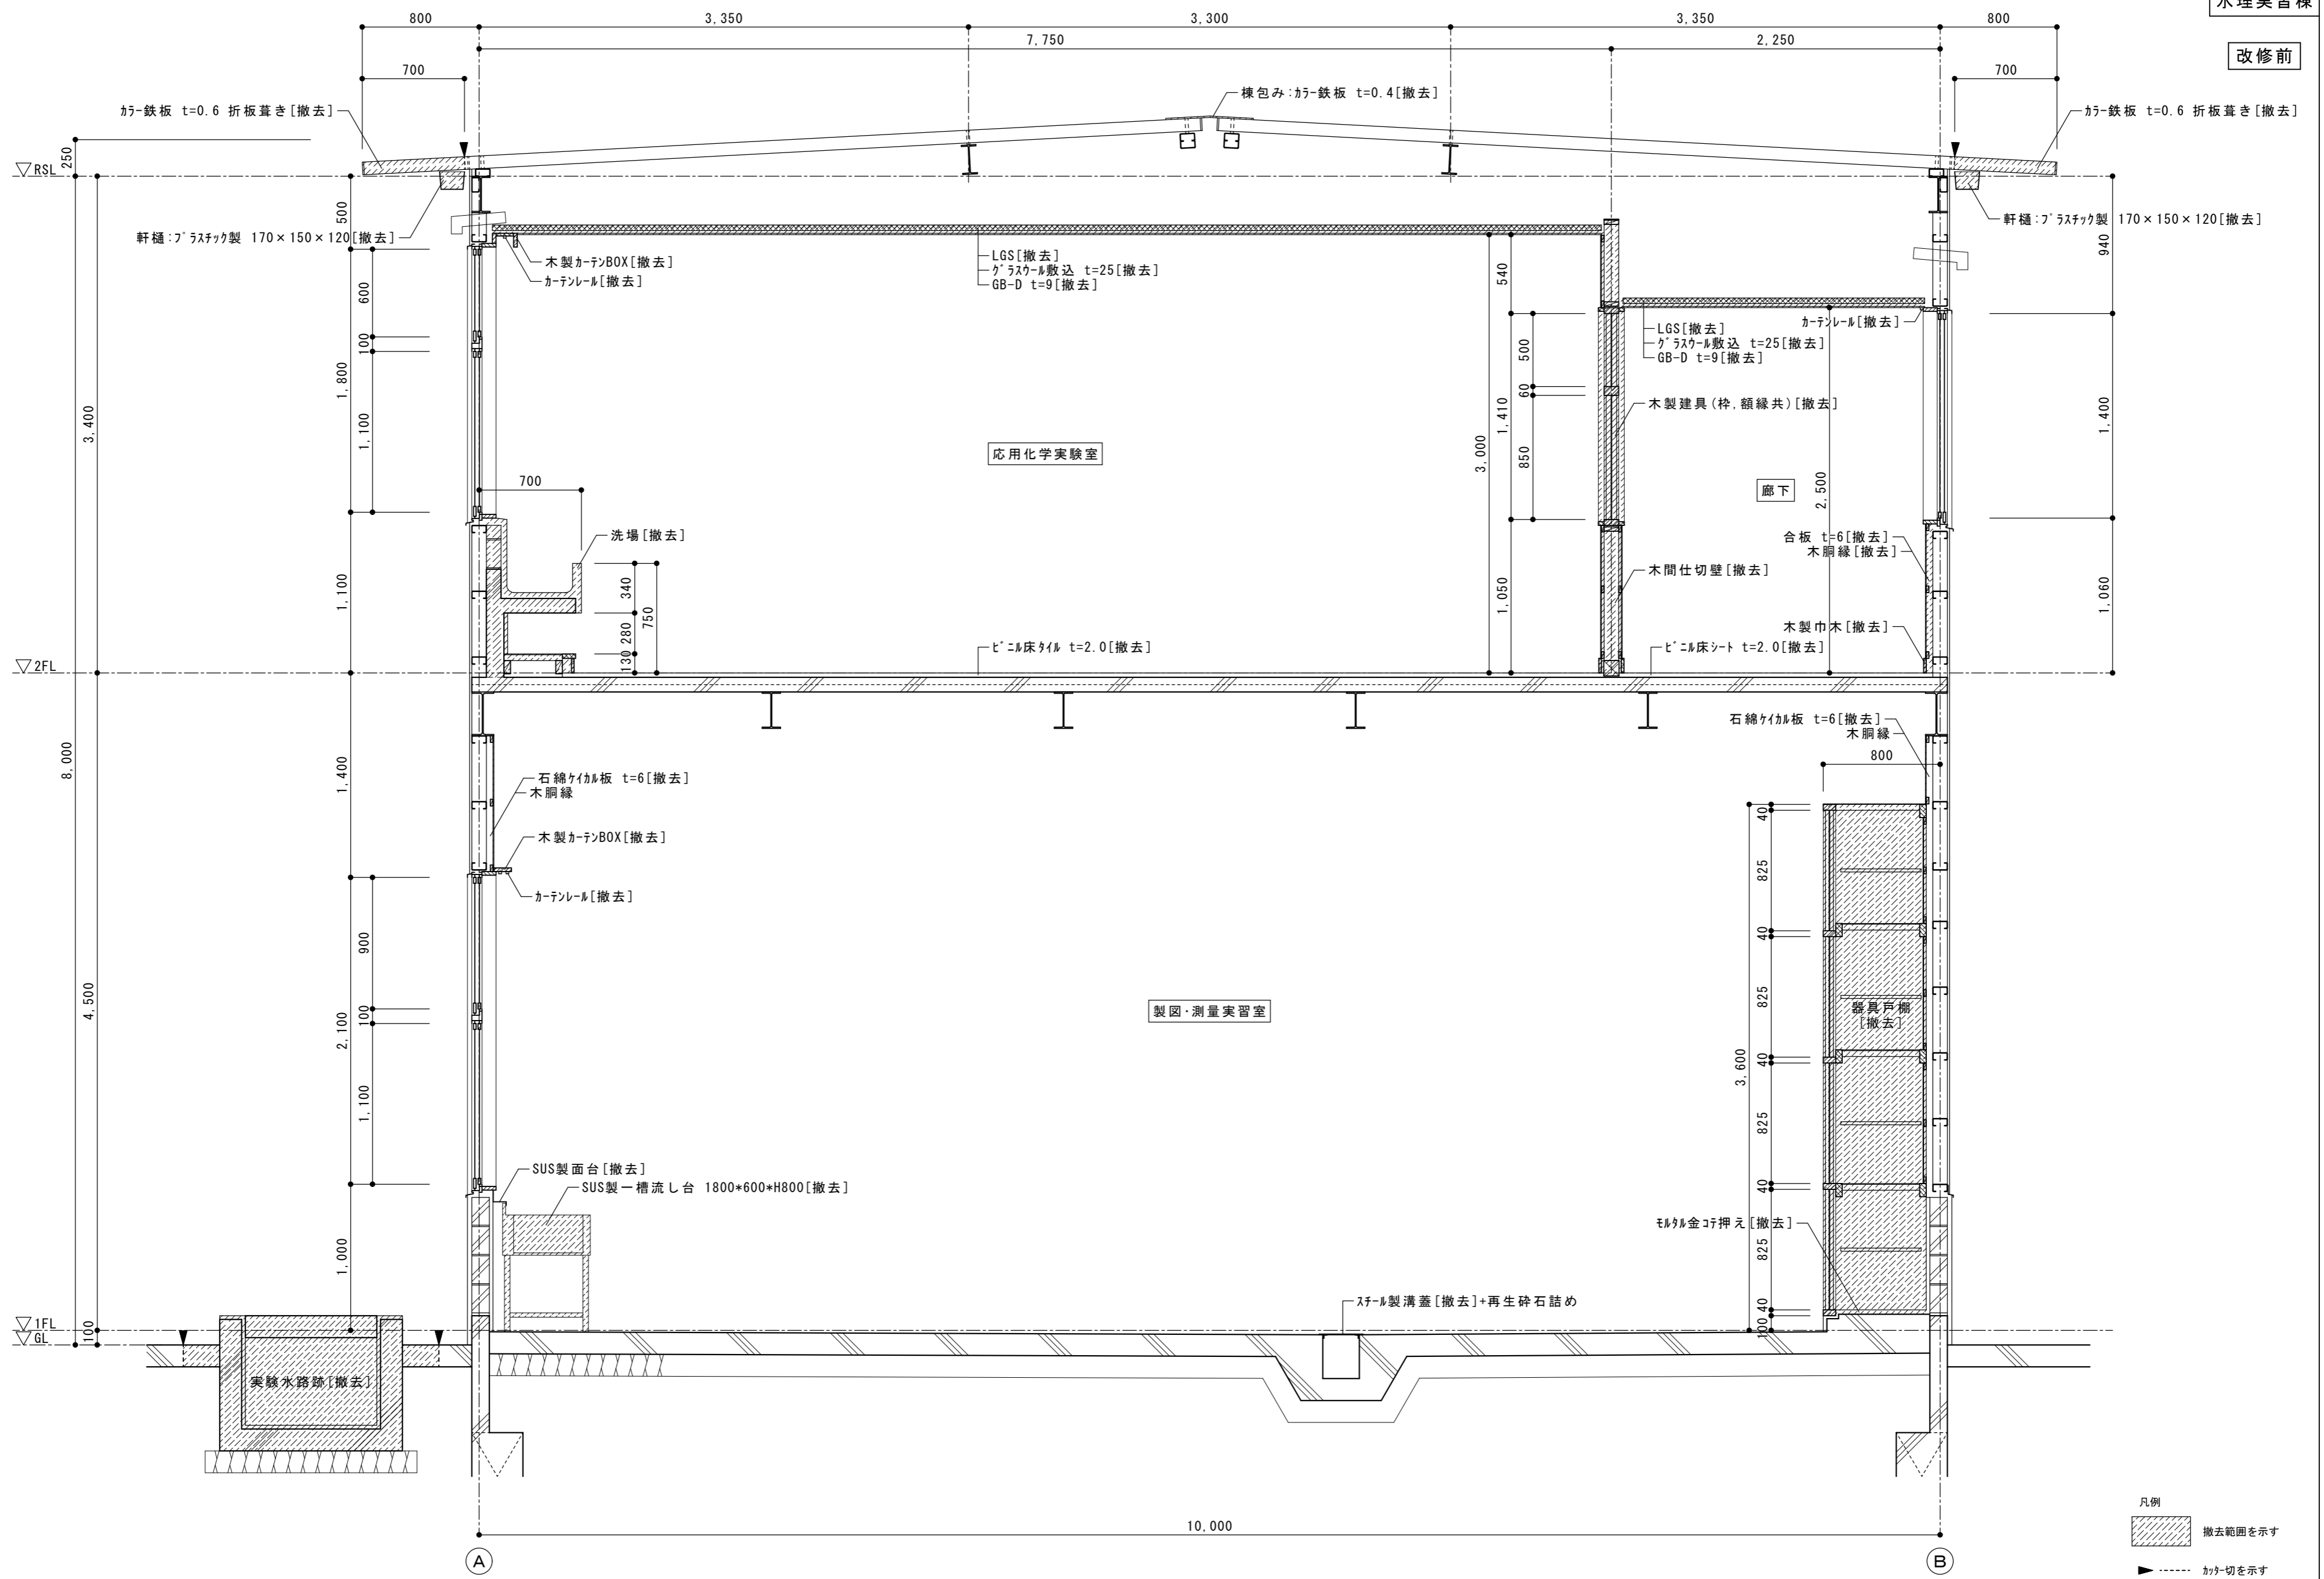 水理実習棟
改修前
800
3,350
3,300
3,350
800
7,750
2,250
700
700
カラー鉄板 t=0.6 折板葺き[撤去]
棟包み:カラー鉄板 t=0.4[撤去]
カラー鉄板 t=0.6 折板葺き[撤去]
250
▽RSL
軒樋:プラスチック製 170×150×120[撤去]
軒樋:プラスチック製 170×150×120[撤去]
500
940
木製カーテンBOX[撤去]
カーテンレール[撤去]
LGS[撤去]
グラスウール敷込 t=25[撤去]
GB-D t=9[撤去]
540
600
100
1,800
1,100
3,400
カーテンレール[撤去]
LGS[撤去]
グラスウール敷込 t=25[撤去]
GB-D t=9[撤去]
500
60
1,410
850
3,000
木製建具(枠,額縁共)[撤去]
1,400
応用化学実験室
廊下
2,500
700
洗場[撤去]
合板 t=6[撤去]
木胴縁[撤去]
1,100
340
750
280
130
1,050
木間仕切壁[撤去]
1,060
木製巾木[撤去]
ビニル床タイル t=2.0[撤去]
ビニル床シート t=2.0[撤去]
▽2FL
石綿ケイカル板 t=6[撤去]
木胴縁
800
8,000
1,400
石綿ケイカル板 t=6[撤去]
木胴縁
木製カーテンBOX[撤去]
カーテンレール[撤去]
40
825
40
900
100
2,100
1,100
4,500
製図・測量実習室
825
器具戸棚
[撤去]
40
3,600
825
40
SUS製面台[撤去]
SUS製一槽流し台 1800*600*H800[撤去]
モルタル金コテ押え[撤去]
825
1,000
スチール製溝蓋[撤去]+再生砕石詰め
40
100
▽1FL
▽GL
100
実験水路跡[撤去]
10,000
A
B
凡例
撤去範囲を示す
カッター切を示す